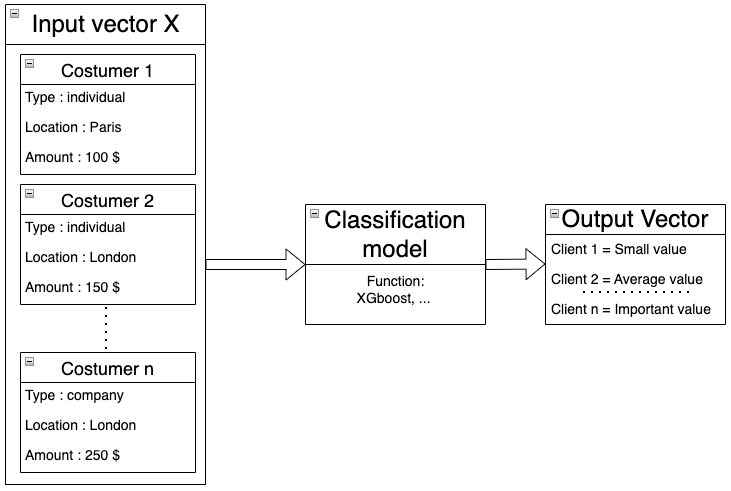 Input vector X
Costumer 1
Type : individual
Location : Paris
Amount : 100 $
Costumer 2
Type : individual
Location : London
Amount : 150 $
Costumer n
Type : company
Location : London
Amount : 250 $
Classification
model
Function:
XGboost, ...
Output Vector
Client 1 = Small value
Client 2 = Average value
Client n = Important value